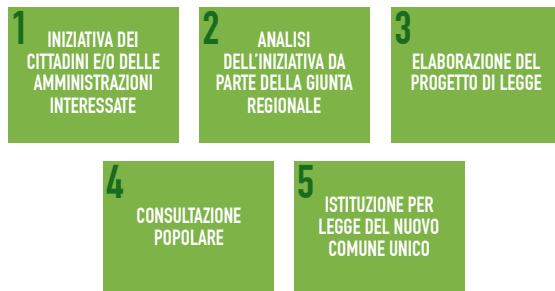 1
INIZIATIVA DEI
CITTADINI E/O DELLE
AMMINISTRAZIONI
INTERESSATE
2
ANALISI
DELL'INIZIATIVA DA
PARTE DELLA GIUNTA
REGIONALE
3
ELABORAZIONE DEL
PROGETTO DI LEGGE
4
CONSULTAZIONE
POPOLARE
5
ISTITUZIONE PER
LEGGE DEL NUOVO
COMUNE UNICO